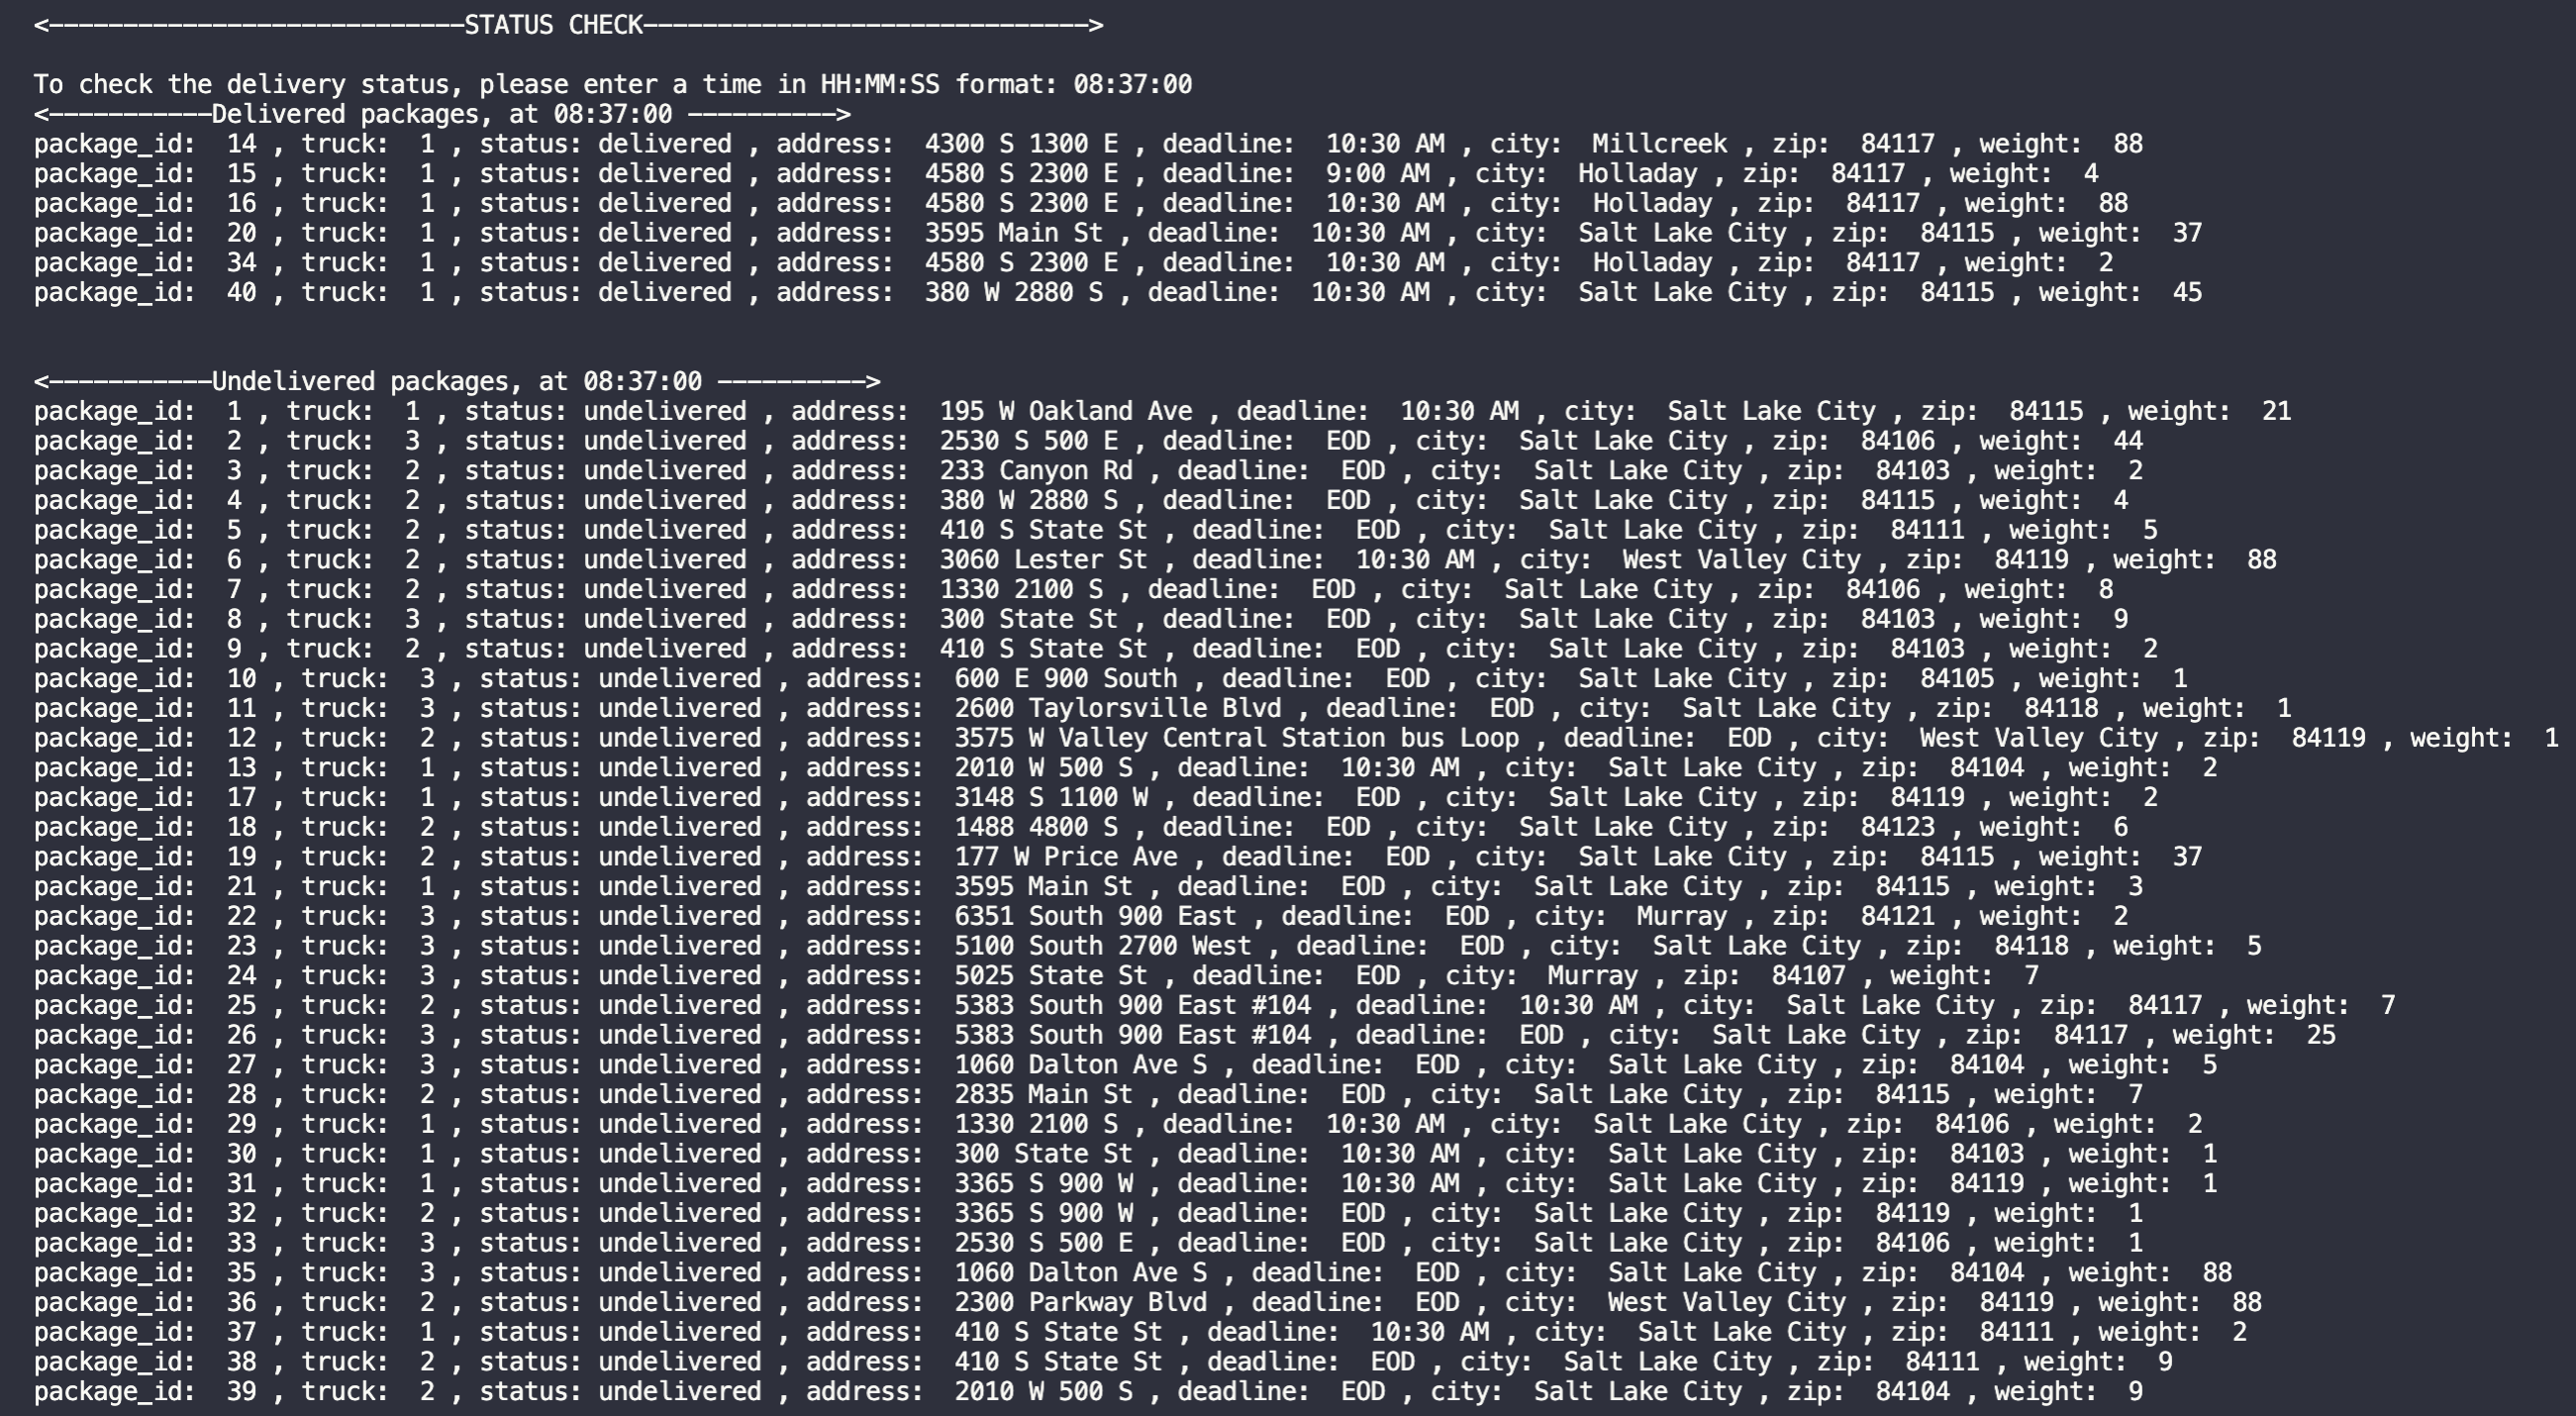 <----------------------------STATUS CHECK------------------------------>
To check the delivery status, please enter a time in HH:MM:SS format: 08:37:00
<-----------Delivered packages, at 08:37:00 ---------->
package_id:  14 , truck:  1 , status: delivered , address:  4300 S 1300 E , deadline:  10:30 AM , city:  Millcreek , zip:  84117 , weight:  88
package_id:  15 , truck:  1 , status: delivered , address:  4580 S 2300 E , deadline:  9:00 AM , city:  Holladay , zip:  84117 , weight:  4
package_id:  16 , truck:  1 , status: delivered , address:  4580 S 2300 E , deadline:  10:30 AM , city:  Holladay , zip:  84117 , weight:  88
package_id:  20 , truck:  1 , status: delivered , address:  3595 Main St , deadline:  10:30 AM , city:  Salt Lake City , zip:  84115 , weight:  37
package_id:  34 , truck:  1 , status: delivered , address:  4580 S 2300 E , deadline:  10:30 AM , city:  Holladay , zip:  84117 , weight:  2
package_id:  40 , truck:  1 , status: delivered , address:  380 W 2880 S , deadline:  10:30 AM , city:  Salt Lake City , zip:  84115 , weight:  45
<-----------Undelivered packages, at 08:37:00 ---------->
package_id:  1 , truck:  1 , status: undelivered , address:  195 W Oakland Ave , deadline:  10:30 AM , city:  Salt Lake City , zip:  84115 , weight:  21
package_id:  2 , truck:  3 , status: undelivered , address:  2530 S 500 E , deadline:  EOD , city:  Salt Lake City , zip:  84106 , weight:  44
package_id:  3 , truck:  2 , status: undelivered , address:  233 Canyon Rd , deadline:  EOD , city:  Salt Lake City , zip:  84103 , weight:  2
package_id:  4 , truck:  2 , status: undelivered , address:  380 W 2880 S , deadline:  EOD , city:  Salt Lake City , zip:  84115 , weight:  4
package_id:  5 , truck:  2 , status: undelivered , address:  410 S State St , deadline:  EOD , city:  Salt Lake City , zip:  84111 , weight:  5
package_id:  6 , truck:  2 , status: undelivered , address:  3060 Lester St , deadline:  10:30 AM , city:  West Valley City , zip:  84119 , weight:  88
package_id:  7 , truck:  2 , status: undelivered , address:  1330 2100 S , deadline:  EOD , city:  Salt Lake City , zip:  84106 , weight:  8
package_id:  8 , truck:  3 , status: undelivered , address:  300 State St , deadline:  EOD , city:  Salt Lake City , zip:  84103 , weight:  9
package_id:  9 , truck:  2 , status: undelivered , address:  410 S State St , deadline:  EOD , city:  Salt Lake City , zip:  84103 , weight:  2
package_id:  10 , truck:  3 , status: undelivered , address:  600 E 900 South , deadline:  EOD , city:  Salt Lake City , zip:  84105 , weight:  1
package_id:  11 , truck:  3 , status: undelivered , address:  2600 Taylorsville Blvd , deadline:  EOD , city:  Salt Lake City , zip:  84118 , weight:  1
package_id:  12 , truck:  2 , status: undelivered , address:  3575 W Valley Central Station bus Loop , deadline:  EOD , city:  West Valley City , zip:  84119 , weight:  1
package_id:  13 , truck:  1 , status: undelivered , address:  2010 W 500 S , deadline:  10:30 AM , city:  Salt Lake City , zip:  84104 , weight:  2
package_id:  17 , truck:  1 , status: undelivered , address:  3148 S 1100 W , deadline:  EOD , city:  Salt Lake City , zip:  84119 , weight:  2
package_id:  18 , truck:  2 , status: undelivered , address:  1488 4800 S , deadline:  EOD , city:  Salt Lake City , zip:  84123 , weight:  6
package_id:  19 , truck:  2 , status: undelivered , address:  177 W Price Ave , deadline:  EOD , city:  Salt Lake City , zip:  84115 , weight:  37
package_id:  21 , truck:  1 , status: undelivered , address:  3595 Main St , deadline:  EOD , city:  Salt Lake City , zip:  84115 , weight:  3
package_id:  22 , truck:  3 , status: undelivered , address:  6351 South 900 East , deadline:  EOD , city:  Murray , zip:  84121 , weight:  2
package_id:  23 , truck:  3 , status: undelivered , address:  5100 South 2700 West , deadline:  EOD , city:  Salt Lake City , zip:  84118 , weight:  5
package_id:  24 , truck:  3 , status: undelivered , address:  5025 State St , deadline:  EOD , city:  Murray , zip:  84107 , weight:  7
package_id:  25 , truck:  2 , status: undelivered , address:  5383 South 900 East #104 , deadline:  10:30 AM , city:  Salt Lake City , zip:  84117 , weight:  7
package_id:  26 , truck:  3 , status: undelivered , address:  5383 South 900 East #104 , deadline:  EOD , city:  Salt Lake City , zip:  84117 , weight:  25
package_id:  27 , truck:  3 , status: undelivered , address:  1060 Dalton Ave S , deadline:  EOD , city:  Salt Lake City , zip:  84104 , weight:  5
package_id:  28 , truck:  2 , status: undelivered , address:  2835 Main St , deadline:  EOD , city:  Salt Lake City , zip:  84115 , weight:  7
package_id:  29 , truck:  1 , status: undelivered , address:  1330 2100 S , deadline:  10:30 AM , city:  Salt Lake City , zip:  84106 , weight:  2
package_id:  30 , truck:  1 , status: undelivered , address:  300 State St , deadline:  10:30 AM , city:  Salt Lake City , zip:  84103 , weight:  1
package_id:  31 , truck:  1 , status: undelivered , address:  3365 S 900 W , deadline:  10:30 AM , city:  Salt Lake City , zip:  84119 , weight:  1
package_id:  32 , truck:  2 , status: undelivered , address:  3365 S 900 W , deadline:  EOD , city:  Salt Lake City , zip:  84119 , weight:  1
package_id:  33 , truck:  3 , status: undelivered , address:  2530 S 500 E , deadline:  EOD , city:  Salt Lake City , zip:  84106 , weight:  1
package_id:  35 , truck:  3 , status: undelivered , address:  1060 Dalton Ave S , deadline:  EOD , city:  Salt Lake City , zip:  84104 , weight:  88
package_id:  36 , truck:  2 , status: undelivered , address:  2300 Parkway Blvd , deadline:  EOD , city:  West Valley City , zip:  84119 , weight:  88
package_id:  37 , truck:  1 , status: undelivered , address:  410 S State St , deadline:  10:30 AM , city:  Salt Lake City , zip:  84111 , weight:  2
package_id:  38 , truck:  2 , status: undelivered , address:  410 S State St , deadline:  EOD , city:  Salt Lake City , zip:  84111 , weight:  9
package_id:  39 , truck:  2 , status: undelivered , address:  2010 W 500 S , deadline:  EOD , city:  Salt Lake City , zip:  84104 , weight:  9